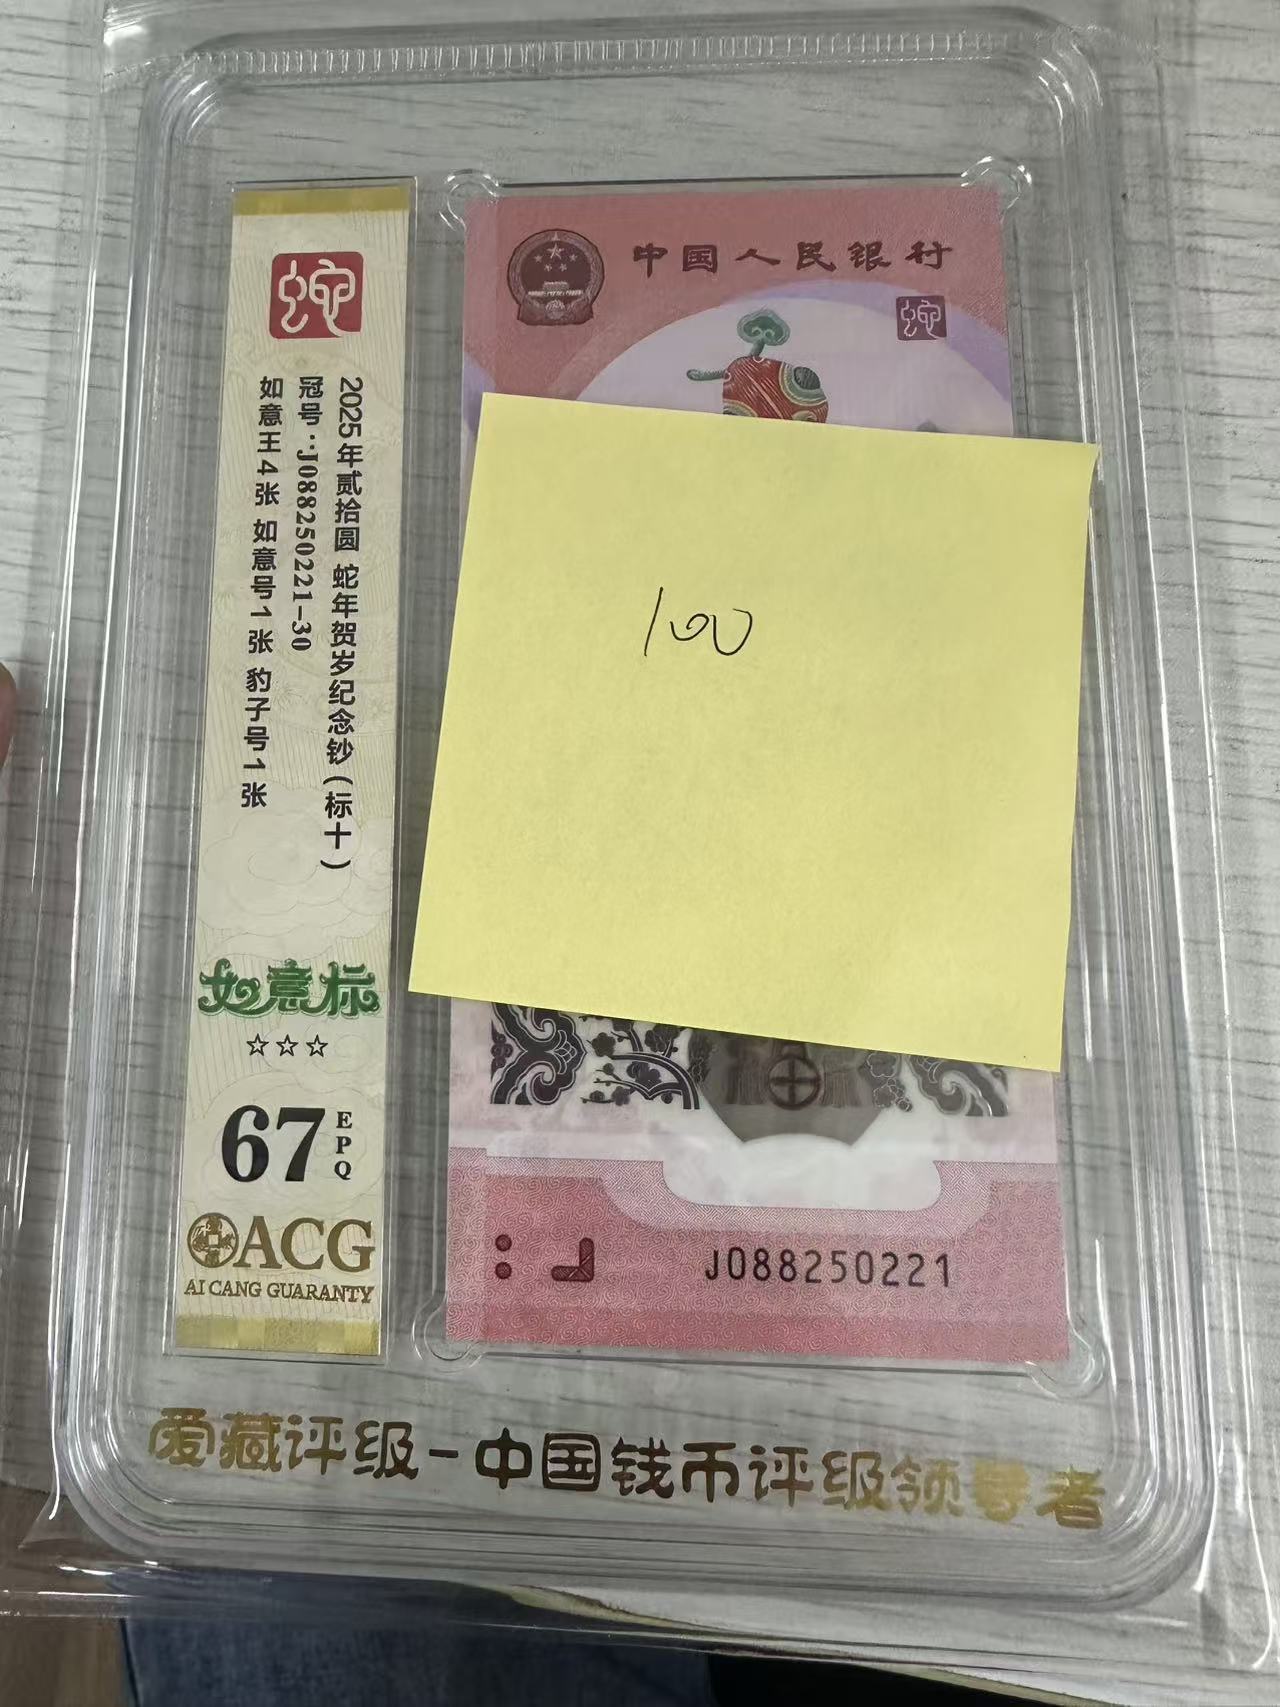 蛇
2025年贰拾圆 蛇年贺岁纪念钞(标十)
冠号:J088250221-30
如意王4张 如意号1张 豹子号1张
如意标
☆☆☆
67 EPQ
ACG
AI CANG GUARANTY
中国人民银行
蛇
100
J088250221
爱藏评级-中国钱币评级领导者